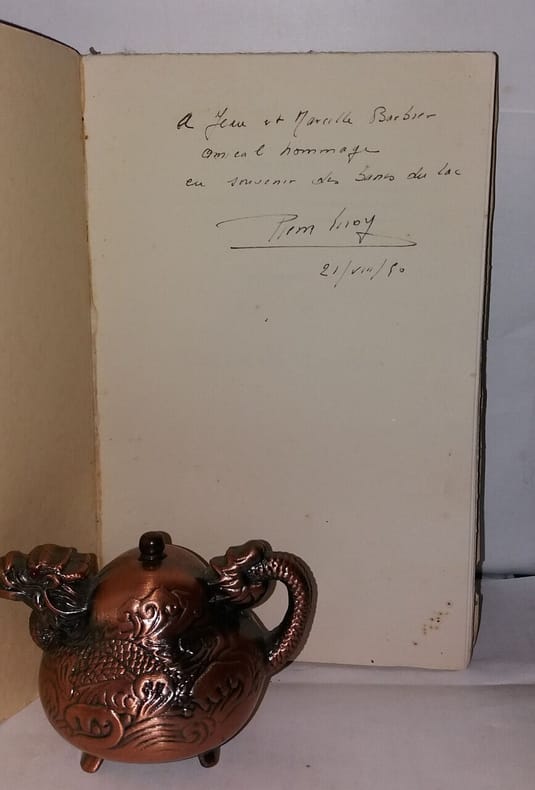 A Jean et Marcelle Barbier
amical hommage
en souvenir des bords du lac
21/VIII/50